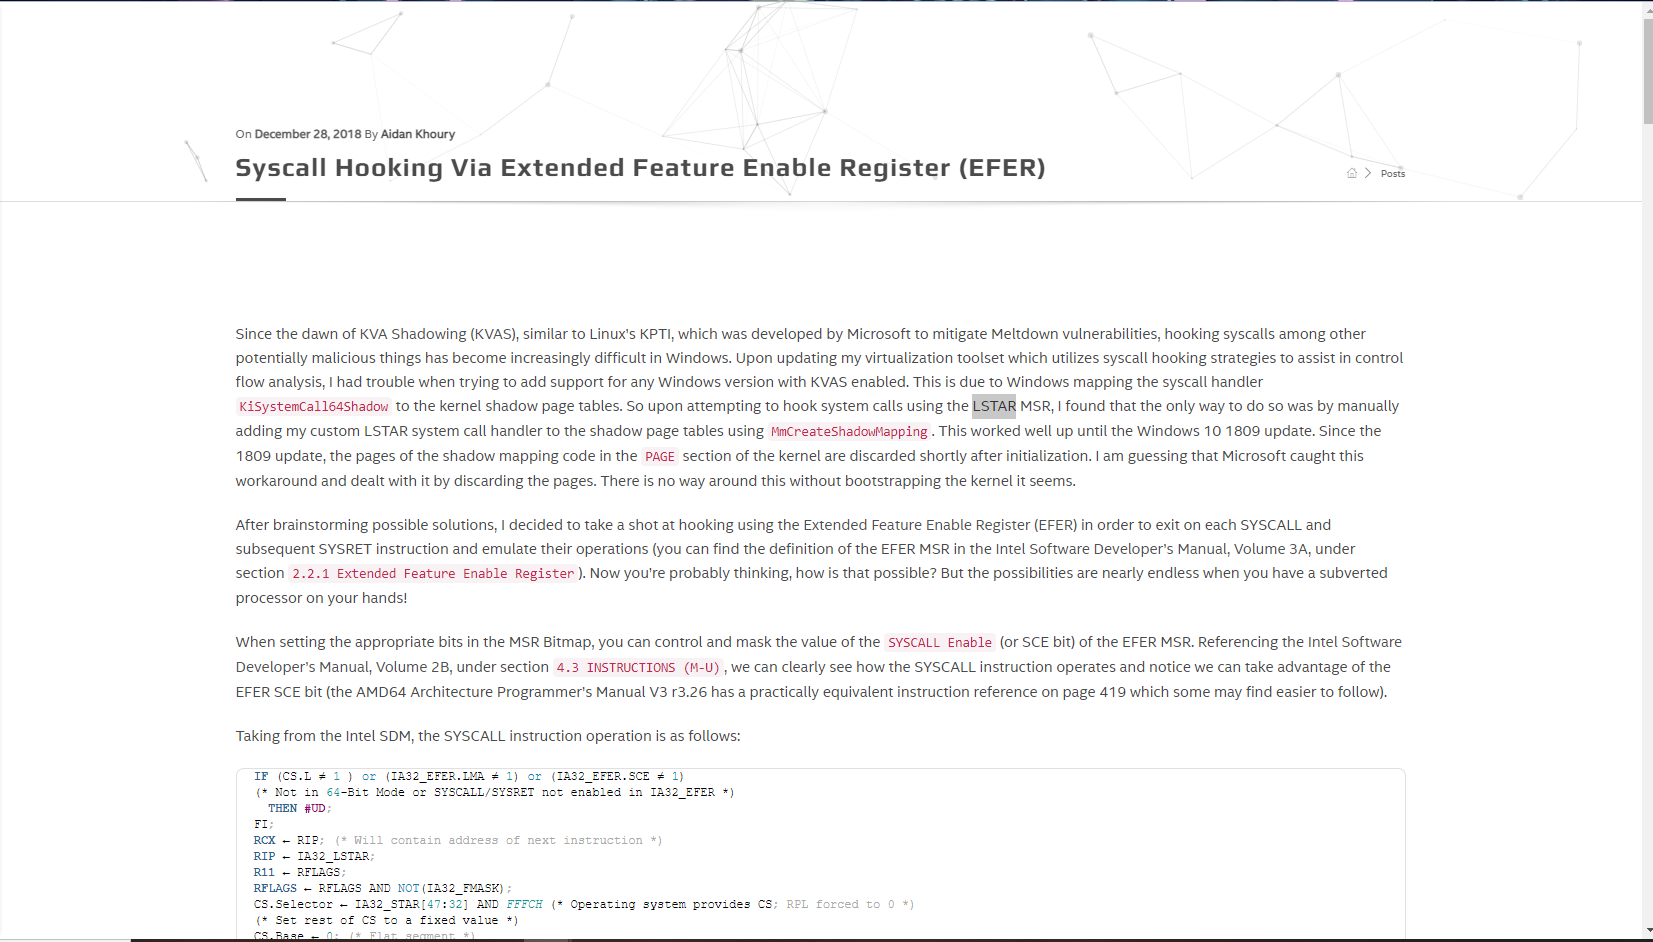 On December 28, 2018 By Aidan Khoury
Syscall Hooking Via Extended Feature Enable Register (EFER)
Posts
Since the dawn of KVA Shadowing (KVAS), similar to Linux's KPTI, which was developed by Microsoft to mitigate Meltdown vulnerabilities, hooking syscalls among other
potentially malicious things has become increasingly difficult in Windows. Upon updating my virtualization toolset which utilizes syscall hooking strategies to assist in control
flow analysis, I had trouble when trying to add support for any Windows version with KVAS enabled. This is due to Windows mapping the syscall handler
KiSystemCall64Shadow to the kernel shadow page tables. So upon attempting to hook system calls using the LSTAR MSR, I found that the only way to do so was by manually
adding my custom LSTAR system call handler to the shadow page tables using MmCreateShadowMapping. This worked well up until the Windows 10 1809 update. Since the
1809 update, the pages of the shadow mapping code in the PAGE section of the kernel are discarded shortly after initialization. I am guessing that Microsoft caught this
workaround and dealt with it by discarding the pages. There is no way around this without bootstrapping the kernel it seems.
After brainstorming possible solutions, I decided to take a shot at hooking using the Extended Feature Enable Register (EFER) in order to exit on each SYSCALL and
subsequent SYSRET instruction and emulate their operations (you can find the definition of the EFER MSR in the Intel Software Developer's Manual, Volume 3A, under
section 2.2.1 Extended Feature Enable Register). Now you're probably thinking, how is that possible? But the possibilities are nearly endless when you have a subverted
processor on your hands!
When setting the appropriate bits in the MSR Bitmap, you can control and mask the value of the SYSCALL Enable (or SCE bit) of the EFER MSR. Referencing the Intel Software
Developer's Manual, Volume 2B, under section 4.3 INSTRUCTIONS (M-U), we can clearly see how the SYSCALL instruction operates and notice we can take advantage of the
EFER SCE bit (the AMD64 Architecture Programmer's Manual V3 r3.26 has a practically equivalent instruction reference on page 419 which some may find easier to follow).
Taking from the Intel SDM, the SYSCALL instruction operation is as follows:
IF (CS.L ≠ 1 ) or (IA32_EFER.LMA ≠ 1) or (IA32_EFER.SCE ≠ 1)
(* Not in 64-Bit Mode or SYSCALL/SYSRET not enabled in IA32_EFER *)
THEN #UD;
FI;
RCX ← RIP; (* Will contain address of next instruction *)
RIP ← IA32_LSTAR;
R11 ← RFLAGS;
RFLAGS ← RFLAGS AND NOT(IA32_FMASK);
CS.Selector ← IA32_STAR[47:32] AND FFFCH (* Operating system provides CS; RPL forced to 0 *)
(* Set rest of CS to a fixed value *)
CS.Base ← 0; (* Flat segment *)